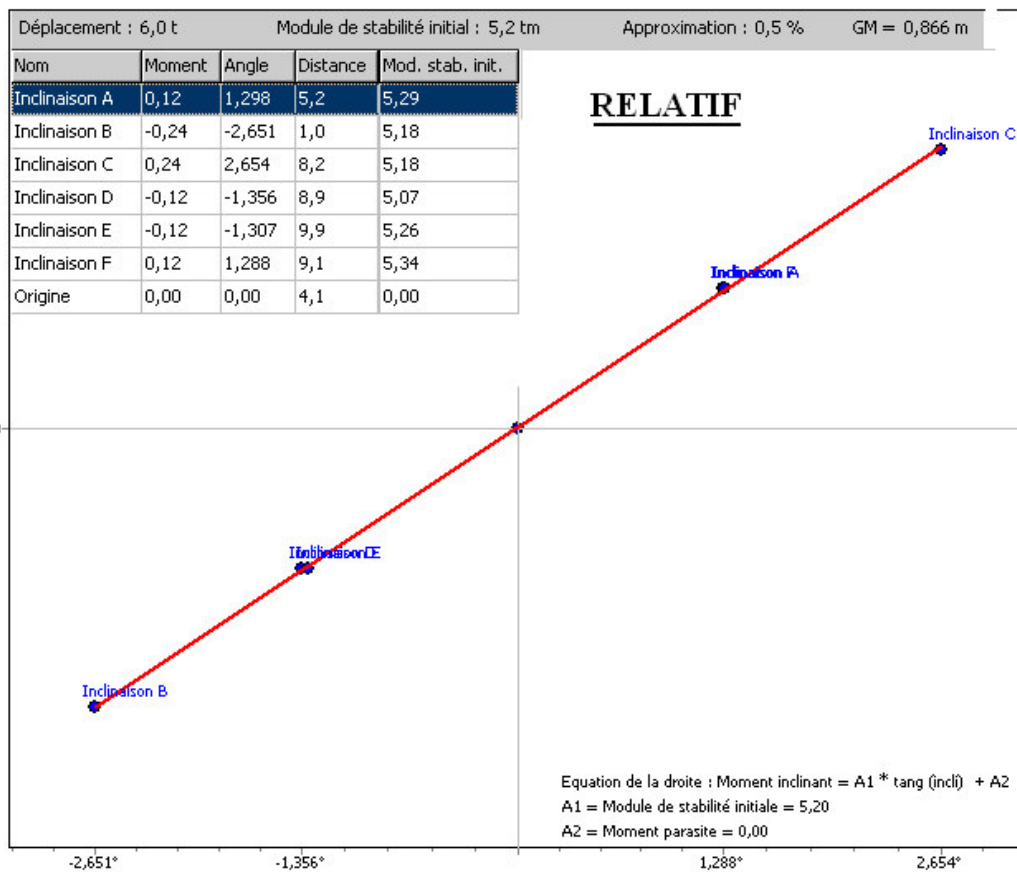 Déplacement : 6,0 t Module de stabilité initial : 5,2 tm Approximation : 0,5 % GM = 0,866 m
Nom Moment Angle Distance Mod. stab. init.
Inclinaison A 0,12 1,298 5,2 5,29
Inclinaison B -0,24 -2,651 1,0 5,18
Inclinaison C 0,24 2,654 8,2 5,18
Inclinaison D -0,12 -1,356 8,9 5,07
Inclinaison E -0,12 -1,307 9,9 5,26
Inclinaison F 0,12 1,288 9,1 5,34
Origine 0,00 0,00 4,1 0,00
RELATIF
Inclinaison C
Inclinaison
Inclinaison B
Equation de la droite : Moment inclinant = A1 * tang (incli) + A2
A1 = Module de stabilité initiale = 5,20
A2 = Moment parasite = 0,00
-2,651° -1,356° 1,288° 2,654°